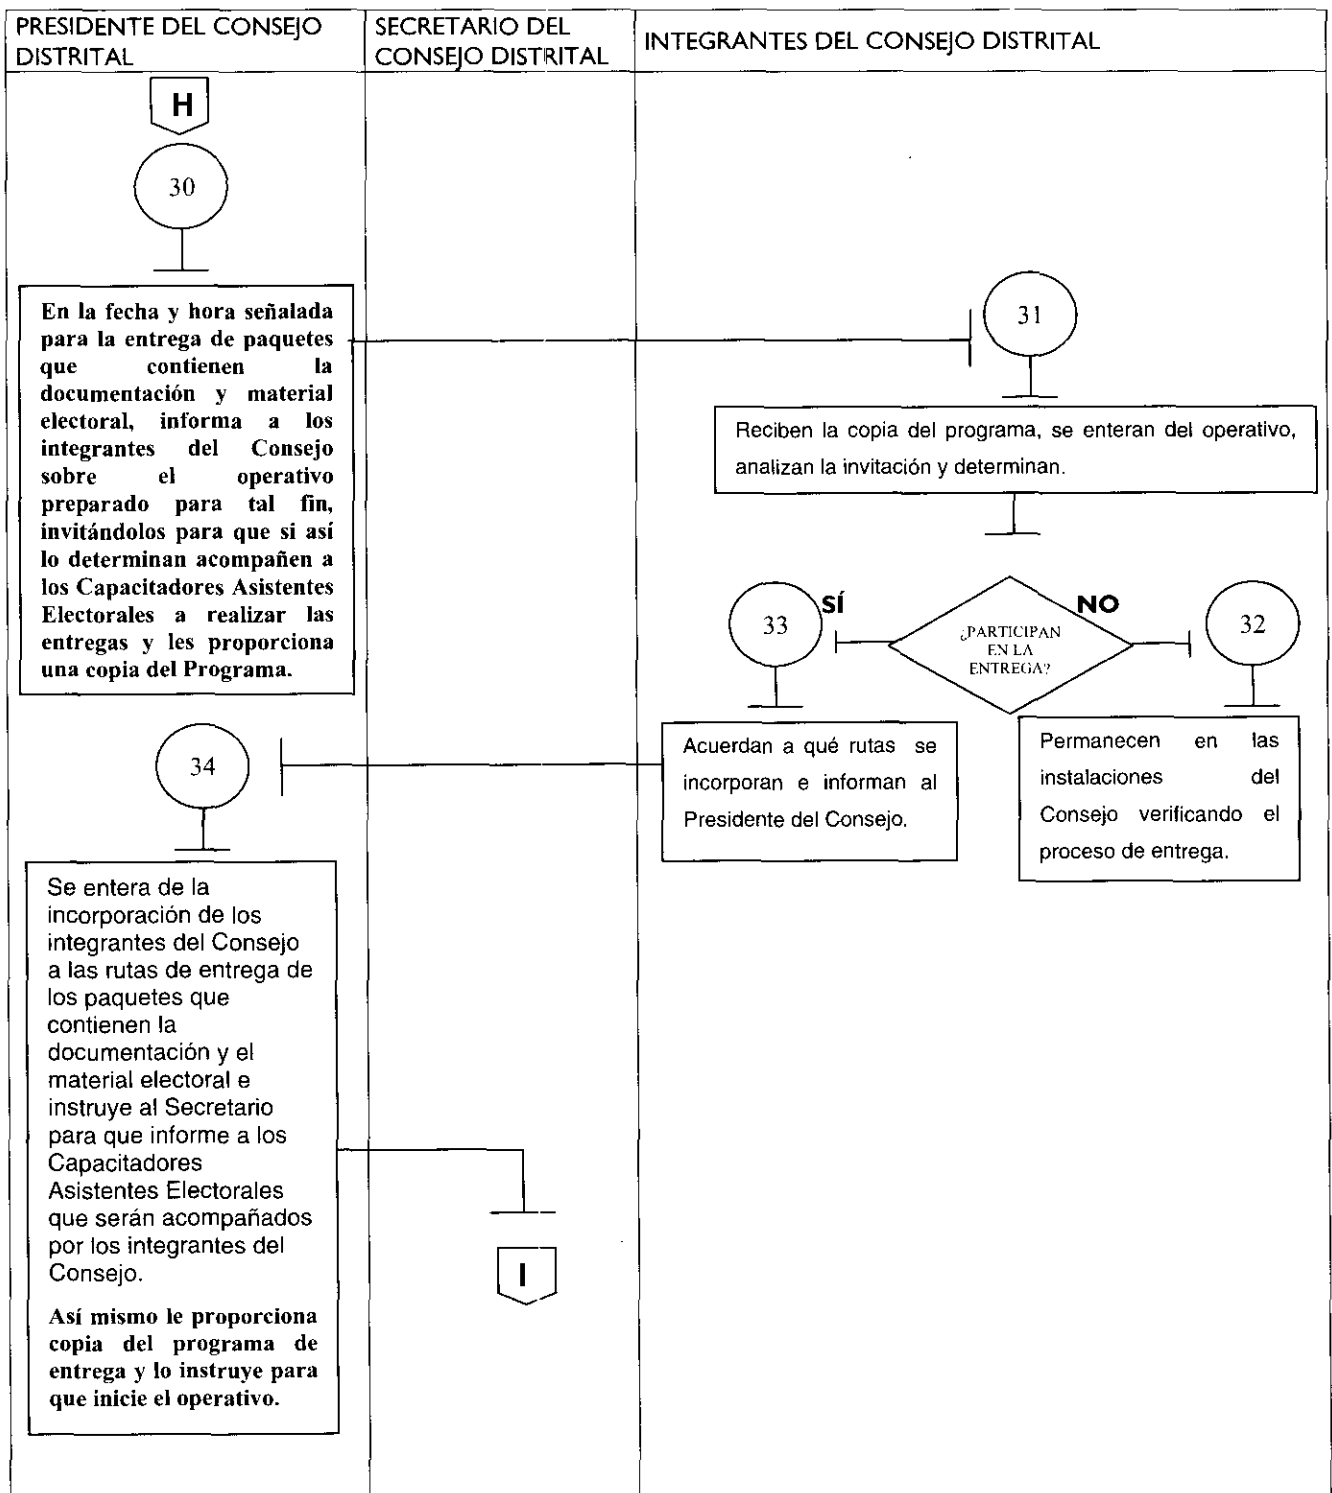 PRESIDENTE DEL CONSEJO
DISTRITAL
SECRETARIO DEL
CONSEJO DISTRITAL
INTEGRANTES DEL CONSEJO DISTRITAL
H
30
En la fecha y hora señalada
para la entrega de paquetes
que contienen la
documentación y material
electoral, informa a los
integrantes del Consejo
sobre el operativo
preparado para tal fin,
invitándolos para que si así
lo determinan acompañen a
los Capacitadores Asistentes
Electorales a realizar las
entregas y les proporciona
una copia del Programa.
31
Reciben la copia del programa, se enteran del operativo,
analizan la invitación y determinan.
¿PARTICIPAN
EN LA
ENTREGA?
SÍ
NO
33
32
Acuerdan a qué rutas se
incorporan e informan al
Presidente del Consejo.
Permanecen en las
instalaciones del
Consejo verificando el
proceso de entrega.
34
Se entera de la
incorporación de los
integrantes del Consejo
a las rutas de entrega de
los paquetes que
contienen la
documentación y el
material electoral e
instruye al Secretario
para que informe a los
Capacitadores
Asistentes Electorales
que serán acompañados
por los integrantes del
Consejo.
Así mismo le proporciona
copia del programa de
entrega y lo instruye para
que inicie el operativo.
I